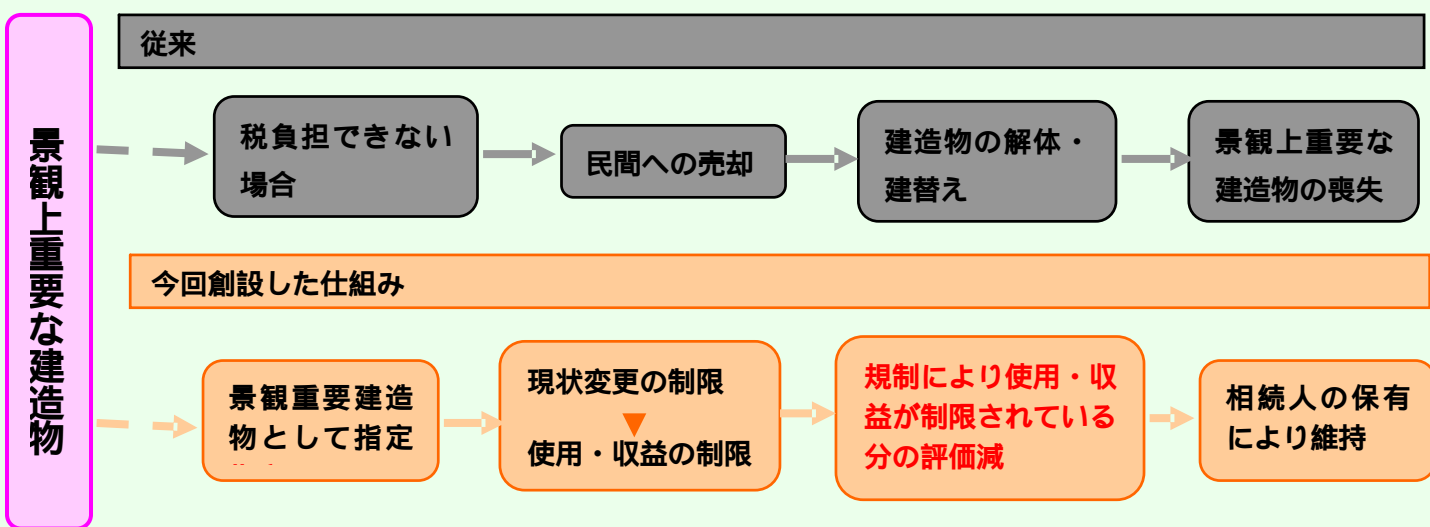 景観上重要な建造物
従来
税負担できない
場合
民間への売却
建造物の解体・
建替え
景観上重要な
建造物の喪失
今回創設した仕組み
景観重要建造
物として指定
現状変更の制限
▼
使用・収益の制限
規制により使用・収
益が制限されている
分の評価減
相続人の保有
により維持